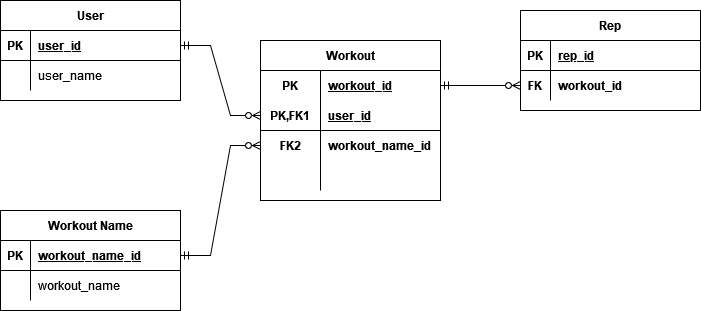 User
PK user_id
user_name
Workout
PK workout_id
PK,FK1 user_id
FK2 workout_name_id
Rep
PK rep_id
FK workout_id
Workout Name
PK workout_name_id
workout_name